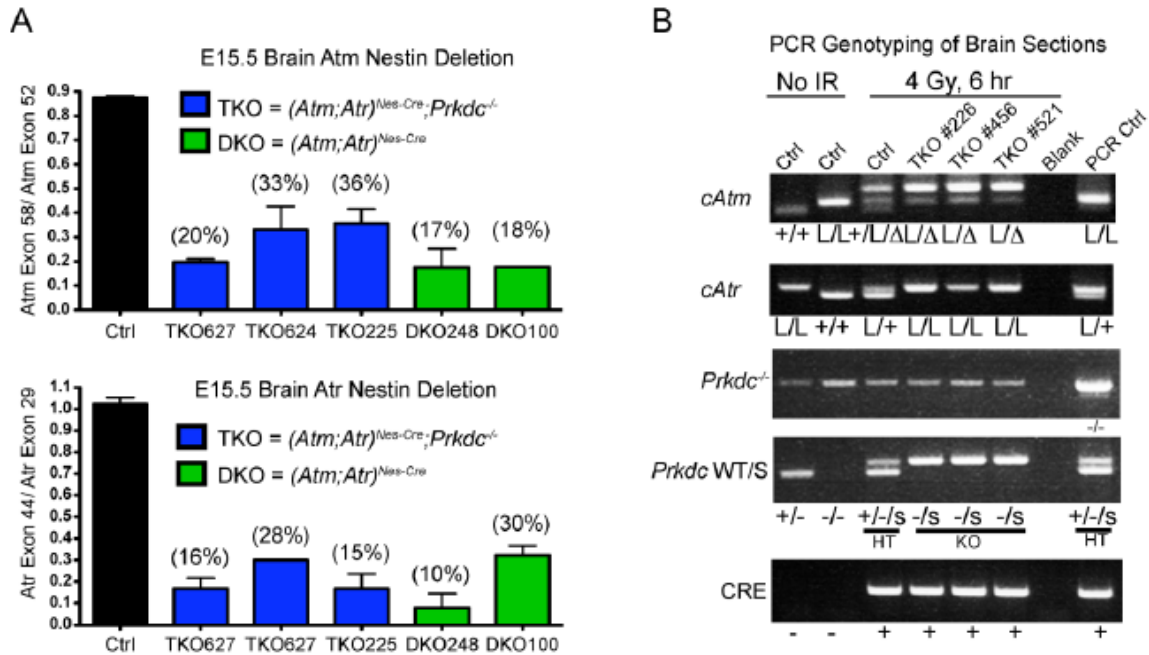 A
E15.5 Brain Atm Nestin Deletion
Atm Exon 58/ Atm Exon 52
0.9
0.8
0.7
0.6
0.5
0.4
0.3
0.2
0.1
0.0
TKO = (Atm;Atr)Nes-Cre;Prkdc-/-
DKO = (Atm;Atr)Nes-Cre
(20%)
(33%)
(36%)
(17%)
(18%)
Ctrl TKO627 TKO624 TKO225 DKO248 DKO100
E15.5 Brain Atr Nestin Deletion
Atr Exon 44/ Atr Exon 29
1.1
1.0
0.9
0.8
0.7
0.6
0.5
0.4
0.3
0.2
0.1
0.0
TKO = (Atm;Atr)Nes-Cre;Prkdc-/-
DKO = (Atm;Atr)Nes-Cre
(16%)
(28%)
(15%)
(10%)
(30%)
Ctrl TKO627 TKO627 TKO225 DKO248 DKO100
B
PCR Genotyping of Brain Sections
No IR 4 Gy, 6 hr
Ctrl Ctrl Ctrl TKO #226 TKO #456 TKO #521 Blank PCR Ctrl
cAtm
+/+ L/L +/L/Δ L/Δ L/Δ L/Δ L/L
cAtr
L/L +/+ L/+ L/L L/L L/L L/+
Prkdc-/-
-/-
Prkdc WT/S
+/- -/- +/-/s -/s -/s -/s +/-/s
HT KO HT
CRE
- - + + + + +